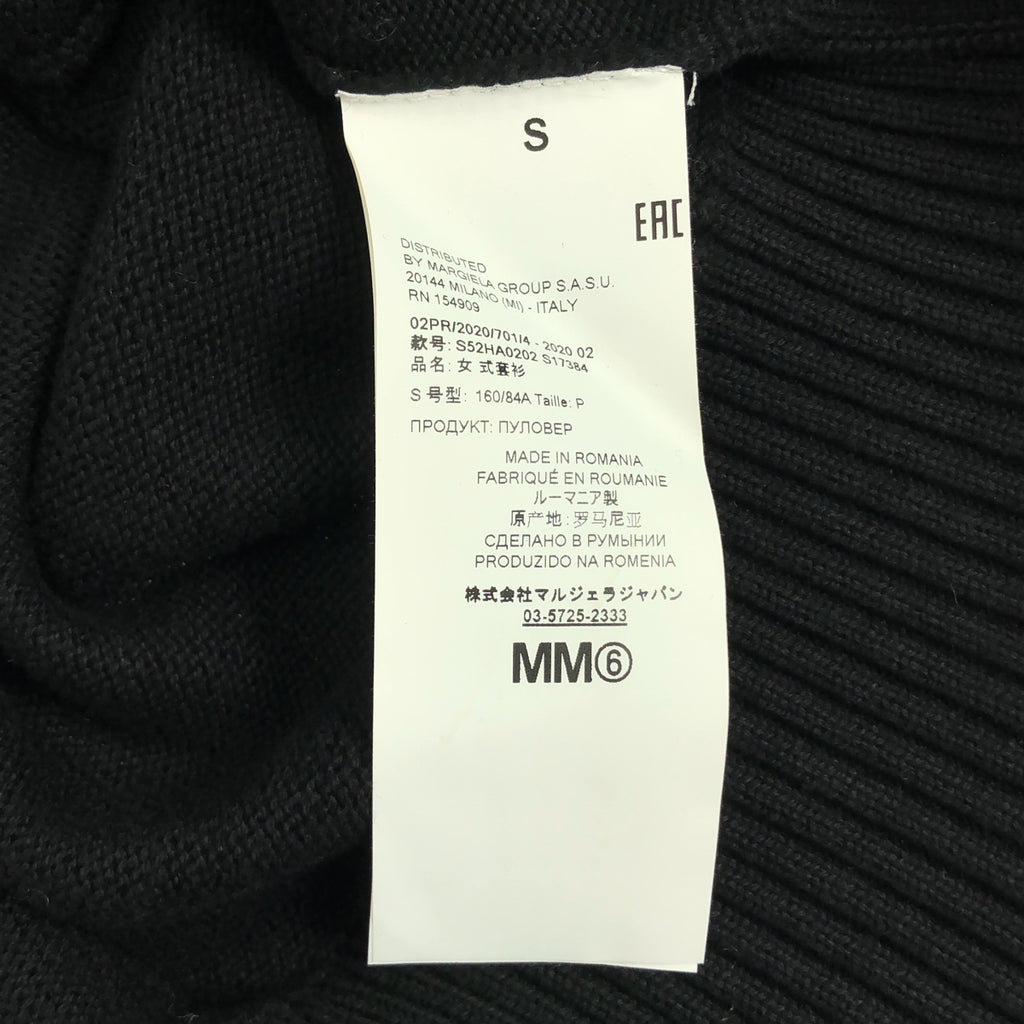 S
EAC
DISTRIBUTED
BY MARGIELA GROUP S.A.S.U.
20144 MILANO (MI) - ITALY
RN 154909
02PR/2020/701/4 - 2020 02
款号: S52HA0202 S17384
品名: 女式套衫
S 号型: 160/84A Taille: P
ПРОДУКТ: ПУЛОВЕР
MADE IN ROMANIA
FABRIQUÉ EN ROUMANIE
ルーマニア製
原产地: 罗马尼亚
СДЕЛАНО В РУМЫНИИ
PRODUZIDO NA ROMENIA
株式会社マルジェラジャパン
03-5725-2333
MM⑥